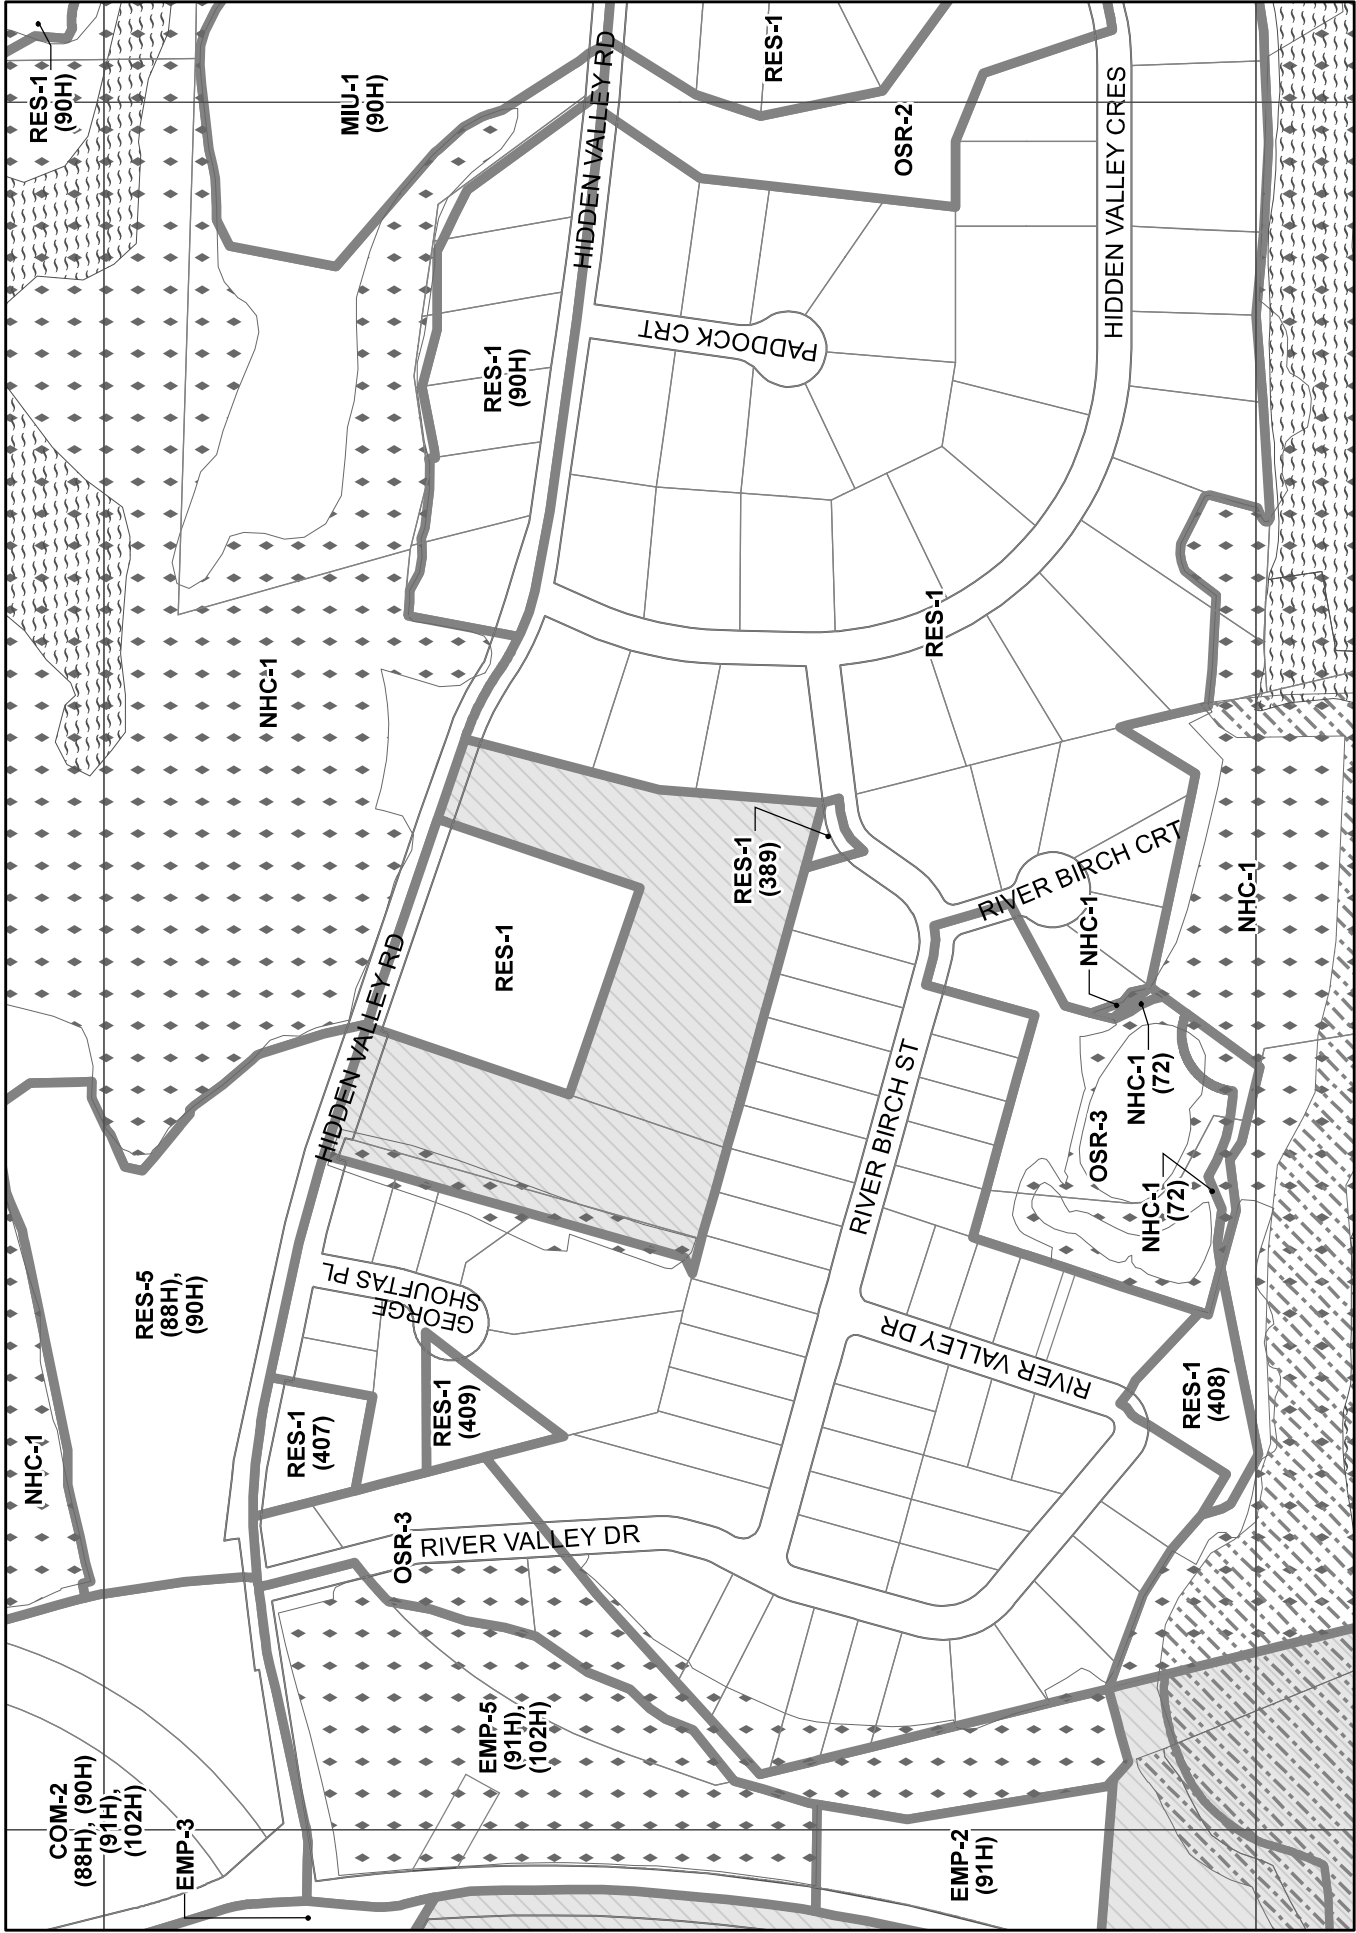 RES-1
(90H)
MIU-1
(90H)
HIDDEN VALLEY RD
RES-1
OSR-2
HIDDEN VALLEY CRES
PADDOCK CRT
RES-1
(90H)
RES-1
NHC-1
RES-1
(389)
RIVER BIRCH CRT
NHC-1
NHC-1
RES-1
HIDDEN VALLEY RD
RIVER BIRCH ST
OSR-3
NHC-1
(72)
NHC-1
(72)
RES-5
(88H),
(90H)
GEORGE
SHOUFTAS PL
RIVER VALLEY DR
RES-1
(408)
RES-1
(407)
RES-1
(409)
NHC-1
OSR-3
RIVER VALLEY DR
EMP-5
(91H),
(102H)
COM-2
(88H), (90H)
(91H),
(102H)
EMP-3
EMP-2
(91H)